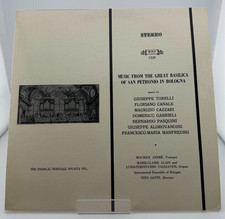 STEREO
MUSIC FROM THE GREAT BASILICA
OF SAN PETRONIO IN BOLOGNA
music by
GIUSEPPE TORELLI
FLORIANO CANALE
MAURIZIO CAZZATI
DOMENICO GABRIELI
BERNARDO PASQUINI
GIUSEPPE ALDROVANDINI
FRANCESCO-MARIA MANFREDINI
MAURICE ANDRÉ, Trumpet
MARIE-CLAIRE ALAIN and
LUIGI-FERDINANDO TAGLIAVINI, Organ
Instrumental Ensemble of Bologna
TITO GOTTI, Director
THE MUSICAL HERITAGE SOCIETY INC.